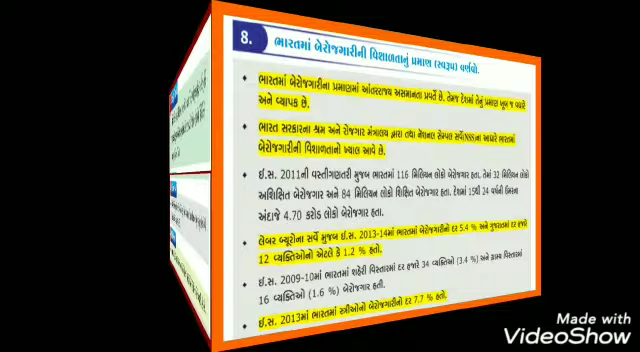 8. ભારતમાં બેરોજગારીની વિશાળતાનું પ્રમાણ (સ્વરૂપ) વર્ણવો.
ભારતમાં બેરોજગારીના પ્રમાણમાં આંતરરાજ્ય અસમાનતા પ્રવર્તે છે. તેમજ દેશમાં તેનું પ્રમાણ ખૂબ જ વધારે
અને વ્યાપક છે.
ભારત સરકારના શ્રમ અને રોજગાર મંત્રાલય દ્વારા તથા નેશનલ સેમ્પલ સર્વે(NSS)ના આધારે ભારતમાં
બેરોજગારીની વિશાળતાનો ખ્યાલ આવે છે.
ઈ.સ. 2011ની વસ્તીગણતરી મુજબ ભારતમાં 116 મિલિયન લોકો બેરોજગાર હતા. તેમાં 32 મિલિયન લોકો
અશિક્ષિત બેરોજગાર અને 84 મિલિયન લોકો શિક્ષિત બેરોજગાર હતા. દેશમાં 15થી 24 વર્ષની ઉંમરના
અંદાજે 4.70 કરોડ લોકો બેરોજગાર હતા.
લેબર બ્યુરોના સર્વે મુજબ ઈ.સ. 2013-14માં ભારતમાં બેરોજગારીનો દર 5.4 % અને ગુજરાતમાં દર હજારે
12 વ્યક્તિઓનો એટલે કે 1.2 % હતો.
ઈ.સ. 2009-10માં ભારતમાં શહેરી વિસ્તારમાં દર હજારે 34 વ્યક્તિઓ (3.4 %) અને ગ્રામ્ય વિસ્તારમાં
16 વ્યક્તિઓ (1.6 %) બેરોજગાર હતી.
ઈ.સ. 2013માં ભારતમાં સ્ત્રીઓનો બેરોજગારીનો દર 7.7 % હતો.
Made with
VideoShow